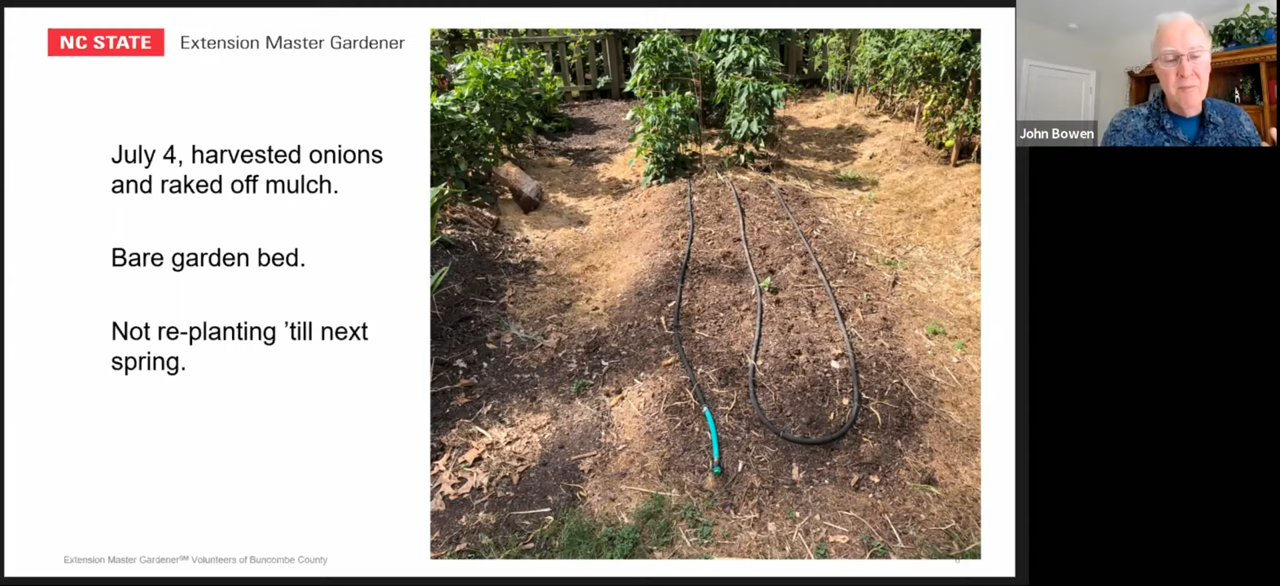 NC STATE Extension Master Gardener
July 4, harvested onions
and raked off mulch.
Bare garden bed.
Not re-planting ’till next
spring.
Extension Master Gardener℠ Volunteers of Buncombe County
6
John Bowen